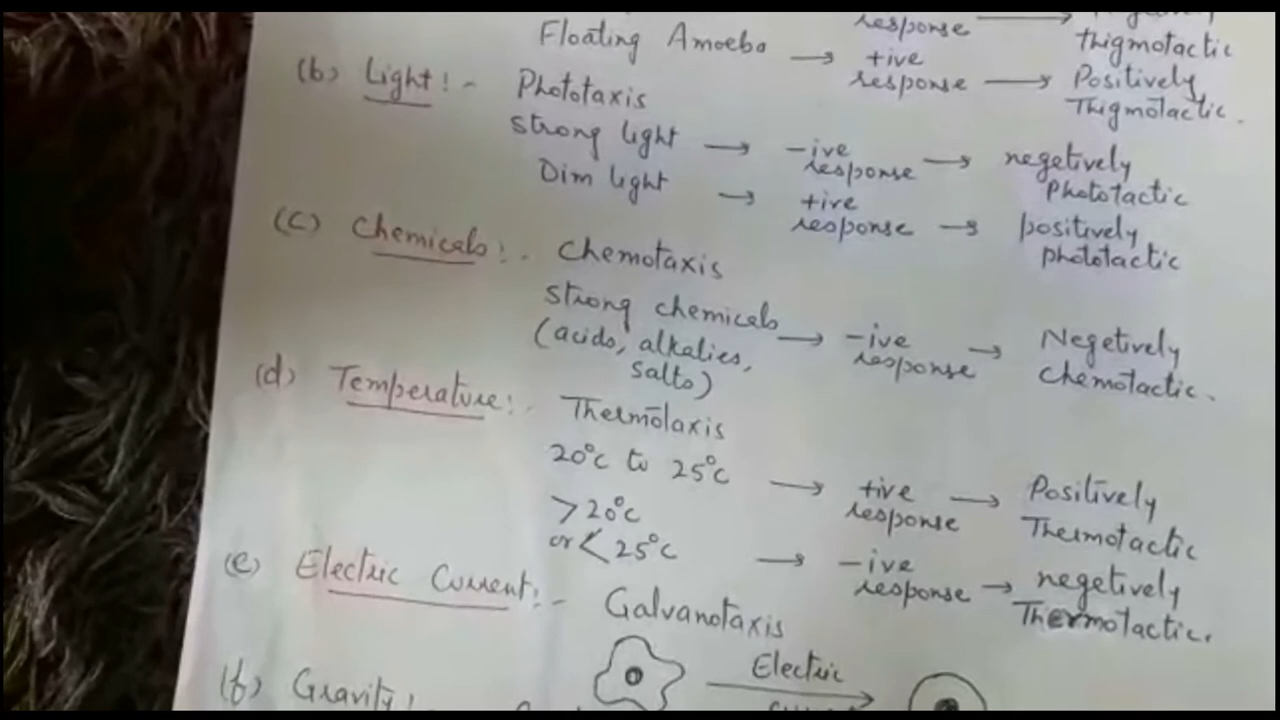 response →
thigmotactic
Floating Amoeba → +ive response → Positively Thigmotactic.
(b) Light :- Phototaxis
strong light → -ive response → negetively Phototactic
Dim light → +ive response → positively phototactic
(c) Chemicals :- Chemotaxis
strong chemicals (acids, alkalies, salts) → -ive response → Negetively Chemotactic.
(d) Temperature :- Thermotaxis
20°C to 25°C → +ive response → Positively Thermotactic
>20°C or <25°C → -ive response → negetively Thermotactic.
(e) Electric Current :- Galvanotaxis
Electric
(f) Gravity :